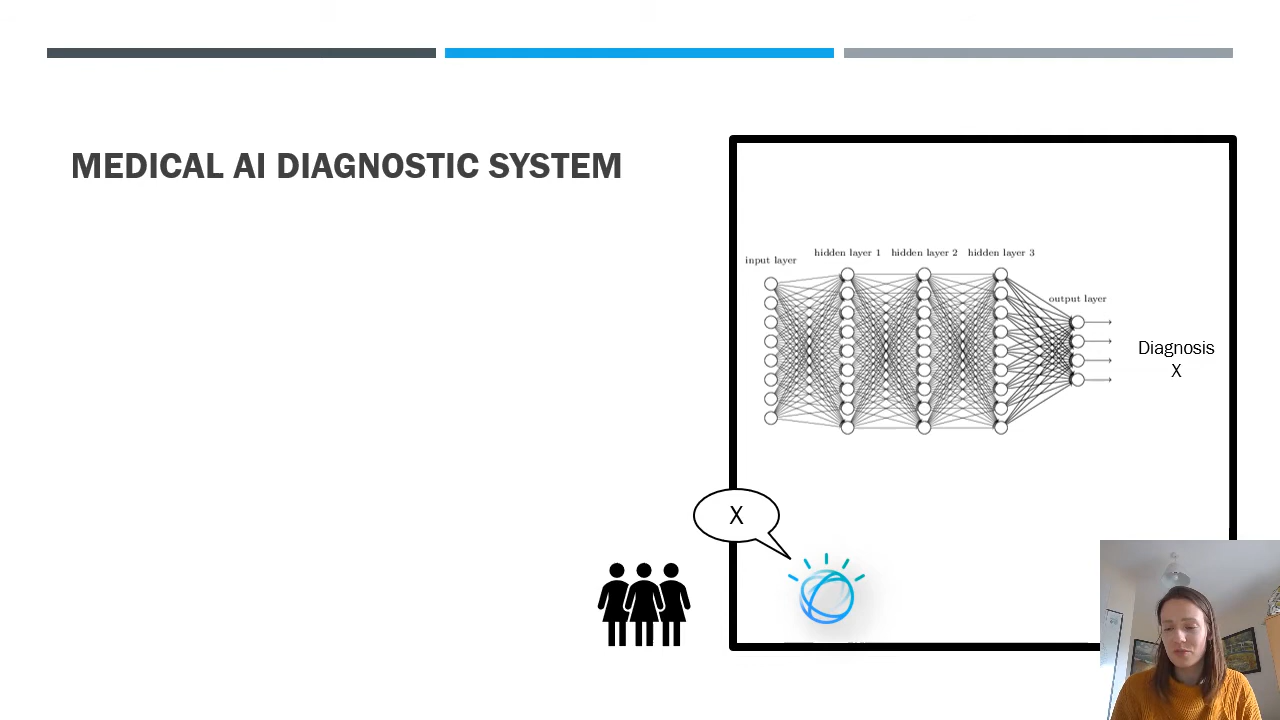 MEDICAL AI DIAGNOSTIC SYSTEM
input layer
hidden layer 1
hidden layer 2
hidden layer 3
output layer
Diagnosis
X
X